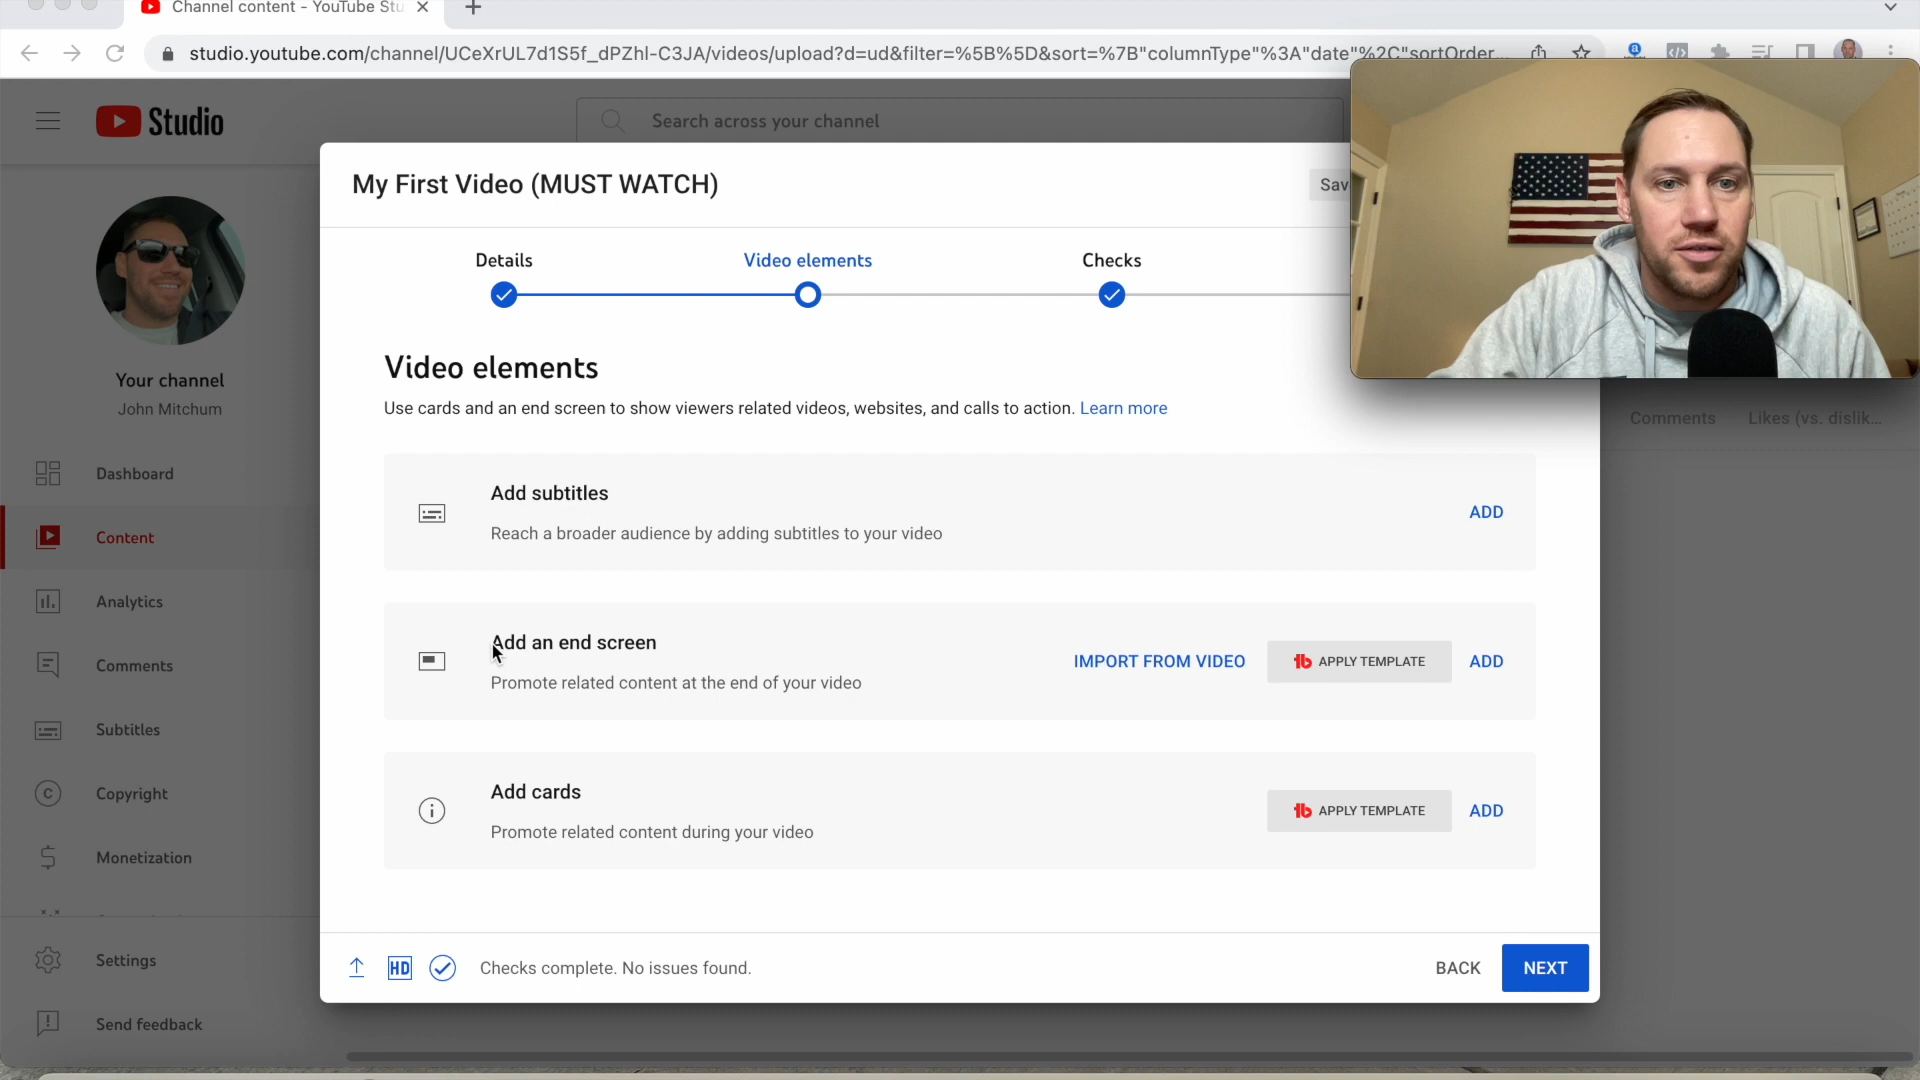 Channel content - YouTube Stu
studio.youtube.com/channel/UCeXrUL7d1S5f_dPZhl-C3JA/videos/upload?d=ud&filter=%5B%5D&sort=%7B"columnType"%3A"date"%2C"sortOrder...
Studio
Search across your channel
My First Video (MUST WATCH)
Sav
Details
Video elements
Checks
Your channel
John Mitchum
Video elements
Use cards and an end screen to show viewers related videos, websites, and calls to action. Learn more
Comments
Likes (vs. dislik...
Dashboard
Content
Analytics
Comments
Subtitles
Copyright
Monetization
Settings
Send feedback
Add subtitles
Reach a broader audience by adding subtitles to your video
ADD
Add an end screen
Promote related content at the end of your video
IMPORT FROM VIDEO
tb APPLY TEMPLATE
ADD
Add cards
Promote related content during your video
tb APPLY TEMPLATE
ADD
HD
Checks complete. No issues found.
BACK
NEXT